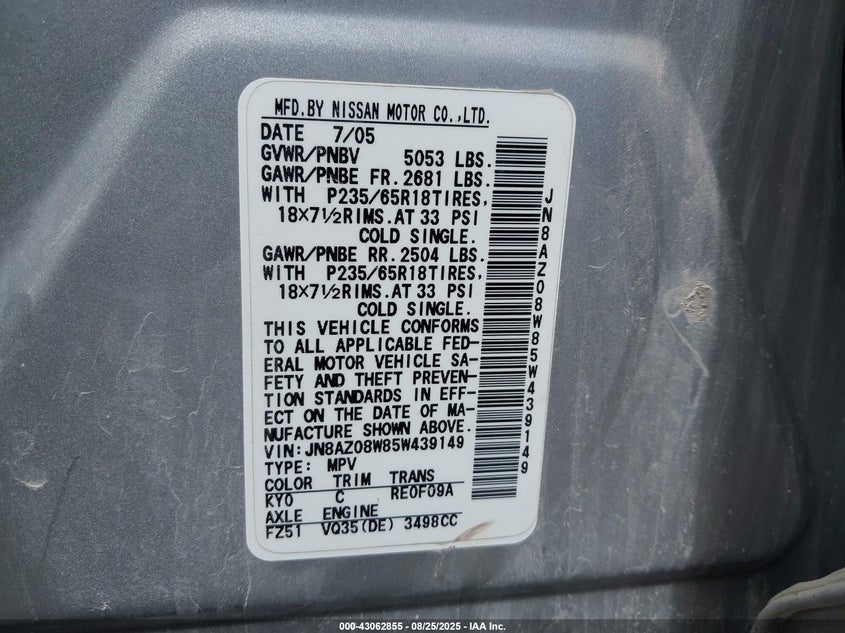 MFD.BY NISSAN MOTOR CO.,LTD.
DATE 7/05
GVWR/PNBV 5053 LBS.
GAWR/PNBE FR. 2681 LBS.
WITH P235/65R18TIRES,
18×7½RIMS.AT 33 PSI
COLD SINGLE.
GAWR/PNBE RR. 2504 LBS.
WITH P235/65R18TIRES,
18×7½RIMS.AT 33 PSI
COLD SINGLE.
THIS VEHICLE CONFORMS
TO ALL APPLICABLE FED-
ERAL MOTOR VEHICLE SA-
FETY AND THEFT PREVEN-
TION STANDARDS IN EFF-
ECT ON THE DATE OF MA-
NUFACTURE SHOWN ABOVE.
VIN:JN8AZ08W85W439149
TYPE: MPV
COLOR TRIM TRANS
KY0 C RE0F09A
AXLE ENGINE
FZ51 VQ35(DE) 3498CC
JN8AZ08W85W439149
000-43062855 - 08/25/2025 - IAA Inc.